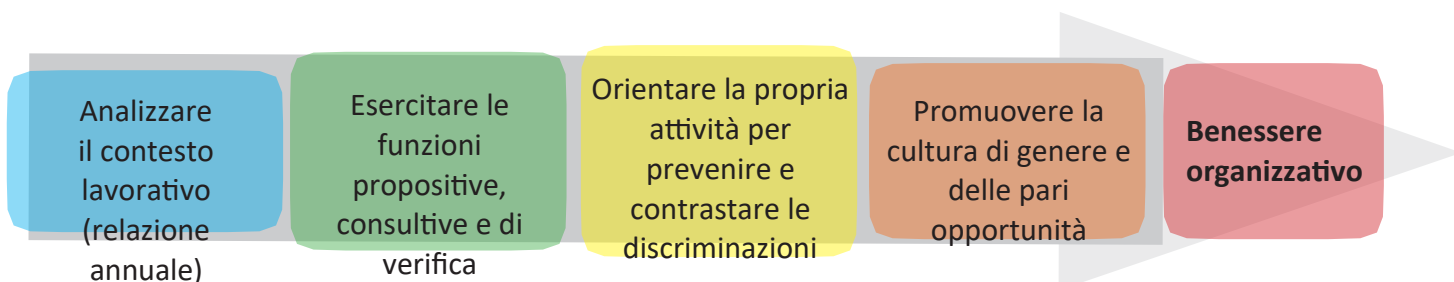 Analizzare
il contesto
lavorativo
(relazione
annuale)
Esercitare le
funzioni
propositive,
consultive e di
verifica
Orientare la propria
attività per
prevenire e
contrastare le
discriminazioni
Promuovere la
cultura di genere e
delle pari
opportunità
Benessere
organizzativo